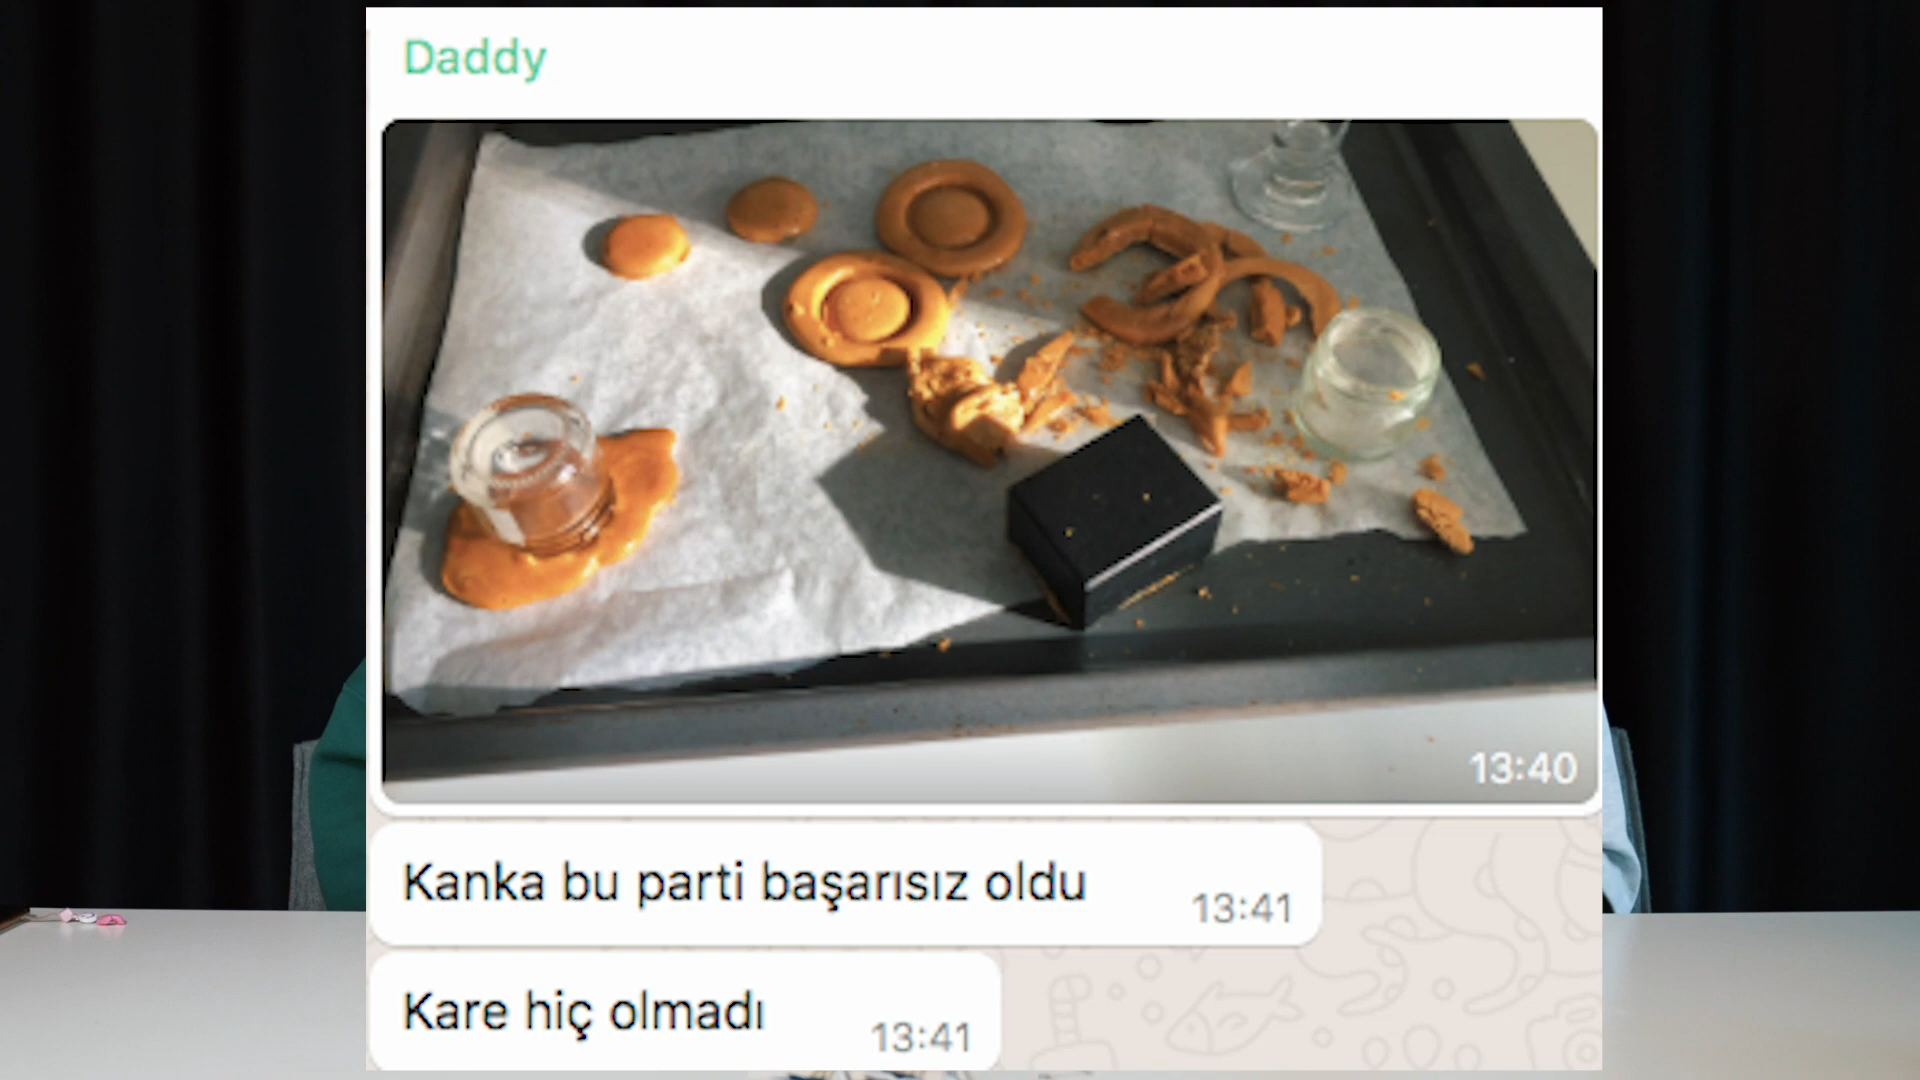 Daddy
13:40
Kanka bu parti başarısız oldu
13:41
Kare hiç olmadı
13:41